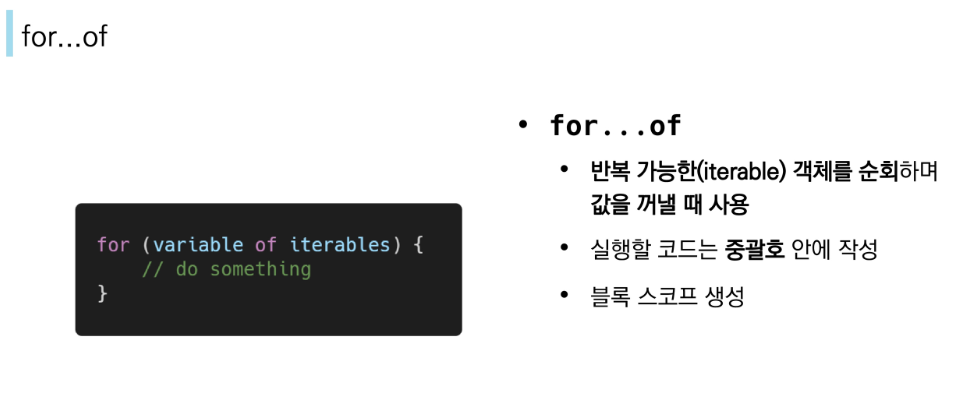 for...of
for (variable of iterables) {
    // do something
}
• for...of
• 반복 가능한(iterable) 객체를 순회하며
값을 꺼낼 때 사용
• 실행할 코드는 중괄호 안에 작성
• 블록 스코프 생성